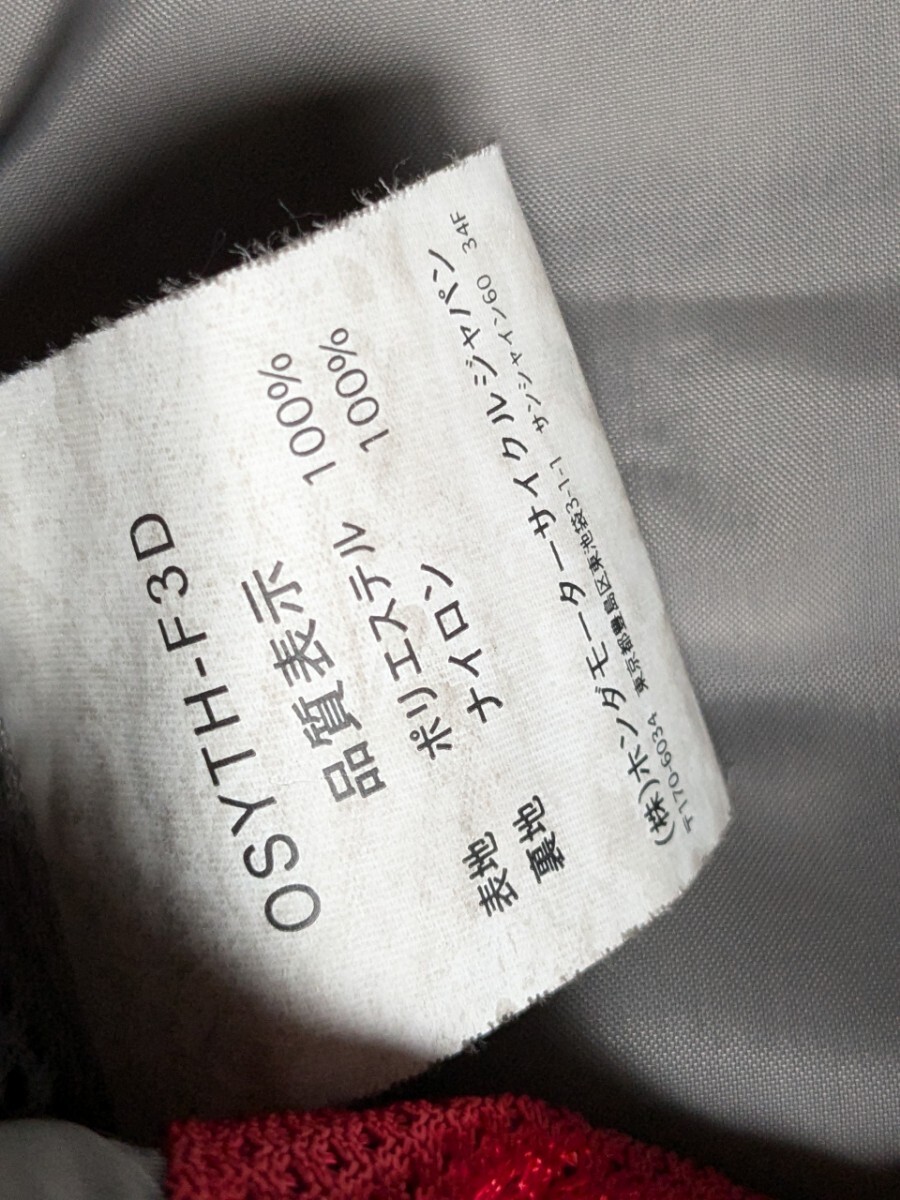 OSYTH-F3D
品質表示
表地 ポリエステル 100%
裏地 ナイロン 100%
(株)ホンダモーターサイクルジャパン
〒170-6034 東京都豊島区東池袋3-1-1 サンシャイン60 34F